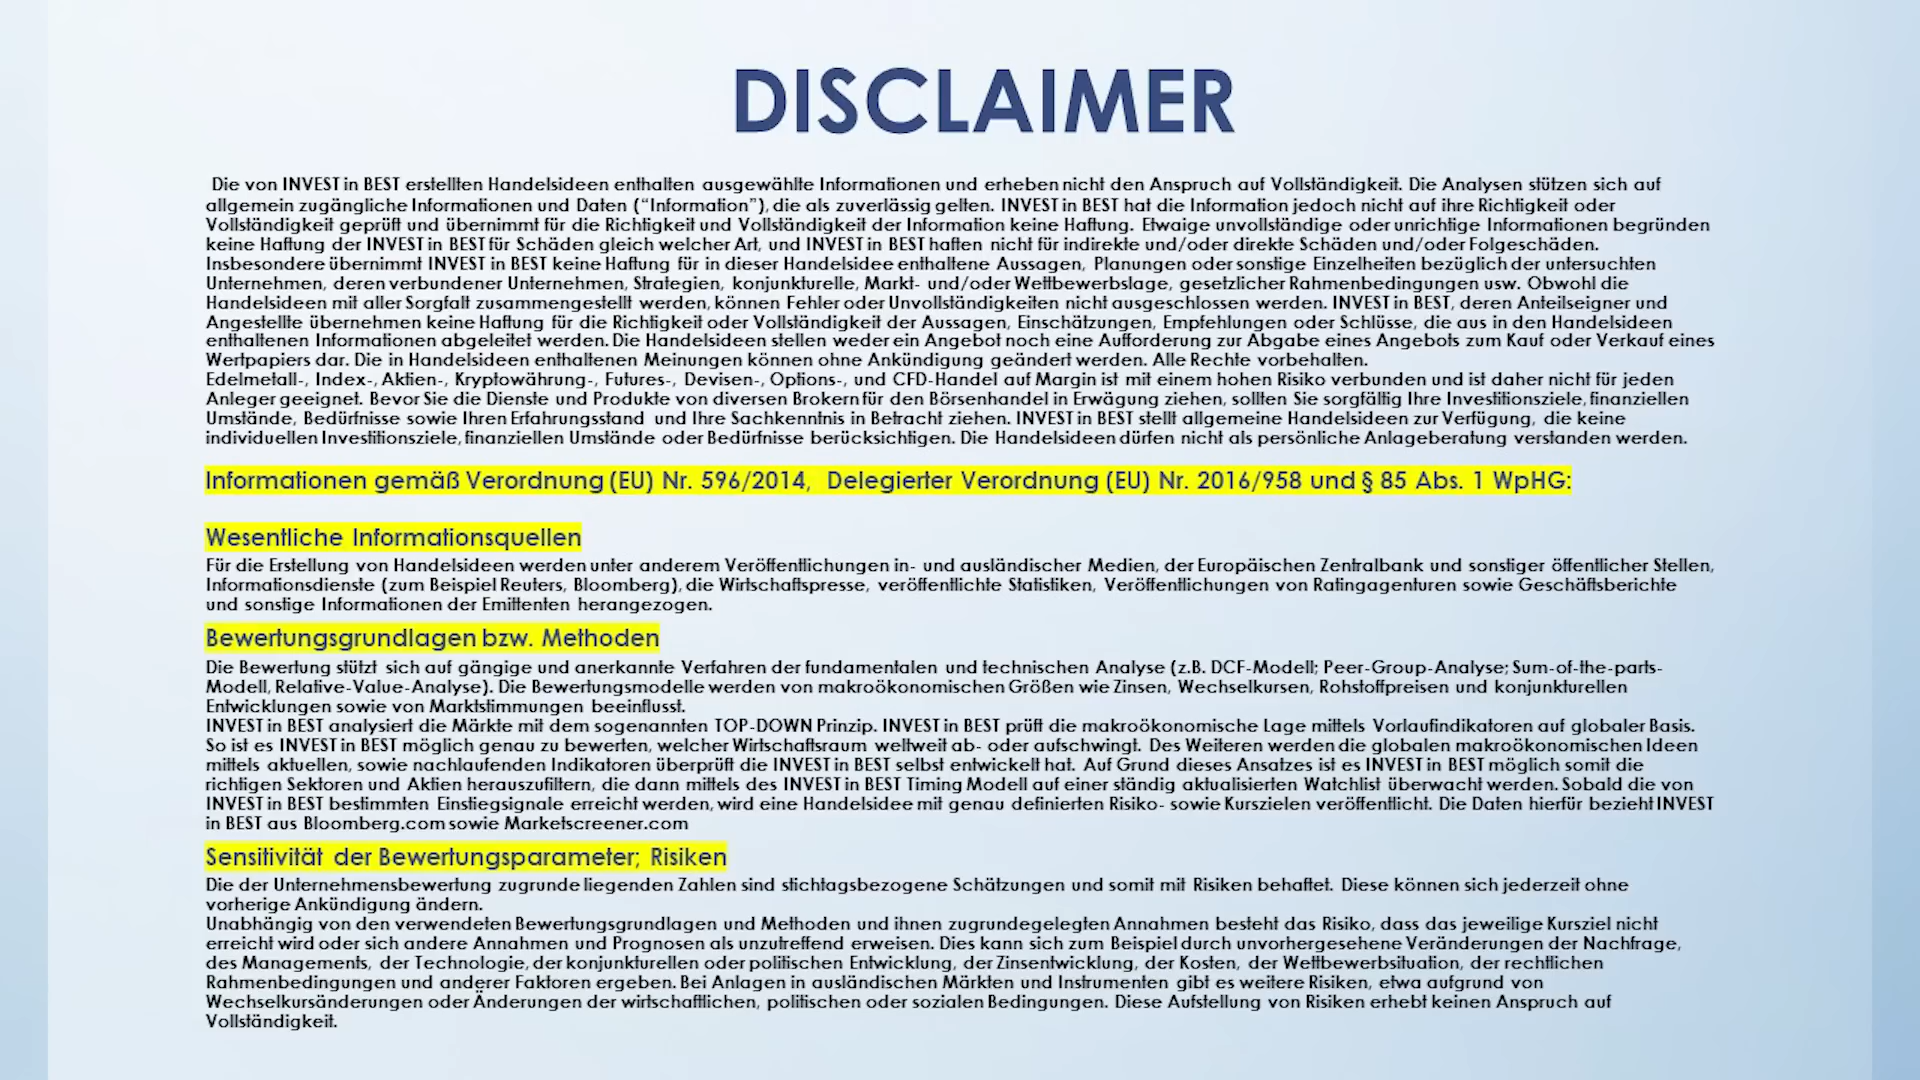 DISCLAIMER
Die von INVEST in BEST erstellten Handelsideen enthalten ausgewählte Informationen und erheben nicht den Anspruch auf Vollständigkeit. Die Analysen stützen sich auf
allgemein zugängliche Informationen und Daten (“Information”), die als zuverlässig gelten. INVEST in BEST hat die Information jedoch nicht auf ihre Richtigkeit oder
Vollständigkeit geprüft und übernimmt für die Richtigkeit und Vollständigkeit der Information keine Haftung. Etwaige unvollständige oder unrichtige Informationen begründen
keine Haftung der INVEST in BEST für Schäden gleich welcher Art, und INVEST in BEST haften nicht für indirekte und/oder direkte Schäden und/oder Folgeschäden.
Insbesondere übernimmt INVEST in BEST keine Haftung für in dieser Handelsidee enthaltene Aussagen, Planungen oder sonstige Einzelheiten bezüglich der untersuchten
Unternehmen, deren verbundener Unternehmen, Strategien, konjunkturelle, Markt- und/oder Wettbewerbslage, gesetzlicher Rahmenbedingungen usw. Obwohl die
Handelsideen mit aller Sorgfalt zusammengestellt werden, können Fehler oder Unvollständigkeiten nicht ausgeschlossen werden. INVEST in BEST, deren Anteilseigner und
Angestellte übernehmen keine Haftung für die Richtigkeit oder Vollständigkeit der Aussagen, Einschätzungen, Empfehlungen oder Schlüsse, die aus in den Handelsideen
enthaltenen Informationen abgeleitet werden. Die Handelsideen stellen weder ein Angebot noch eine Aufforderung zur Abgabe eines Angebots zum Kauf oder Verkauf eines
Wertpapiers dar. Die in Handelsideen enthaltenen Meinungen können ohne Ankündigung geändert werden. Alle Rechte vorbehalten.
Edelmetall-, Index-, Aktien-, Kryptowährung-, Futures-, Devisen-, Options-, und CFD-Handel auf Margin ist mit einem hohen Risiko verbunden und ist daher nicht für jeden
Anleger geeignet. Bevor Sie die Dienste und Produkte von diversen Brokern für den Börsenhandel in Erwägung ziehen, sollten Sie sorgfältig Ihre Investitionsziele, finanziellen
Umstände, Bedürfnisse sowie Ihren Erfahrungsstand und Ihre Sachkenntnis in Betracht ziehen. INVEST in BEST stellt allgemeine Handelsideen zur Verfügung, die keine
individuellen Investitionsziele, finanziellen Umstände oder Bedürfnisse berücksichtigen. Die Handelsideen dürfen nicht als persönliche Anlageberatung verstanden werden.
Informationen gemäß Verordnung (EU) Nr. 596/2014, Delegierter Verordnung (EU) Nr. 2016/958 und § 85 Abs. 1 WpHG:
Wesentliche Informationsquellen
Für die Erstellung von Handelsideen werden unter anderem Veröffentlichungen in- und ausländischer Medien, der Europäischen Zentralbank und sonstiger öffentlicher Stellen,
Informationsdienste (zum Beispiel Reuters, Bloomberg), die Wirtschaftspresse, veröffentlichte Statistiken, Veröffentlichungen von Ratingagenturen sowie Geschäftsberichte
und sonstige Informationen der Emittenten herangezogen.
Bewertungsgrundlagen bzw. Methoden
Die Bewertung stützt sich auf gängige und anerkannte Verfahren der fundamentalen und technischen Analyse (z.B. DCF-Modell; Peer-Group-Analyse; Sum-of-the-parts-
Modell, Relative-Value-Analyse). Die Bewertungsmodelle werden von makroökonomischen Größen wie Zinsen, Wechselkursen, Rohstoffpreisen und konjunkturellen
Entwicklungen sowie von Marktstimmungen beeinflusst.
INVEST in BEST analysiert die Märkte mit dem sogenannten TOP-DOWN Prinzip. INVEST in BEST prüft die makroökonomische Lage mittels Vorlaufindikatoren auf globaler Basis.
So ist es INVEST in BEST möglich genau zu bewerten, welcher Wirtschaftsraum weltweit ab- oder aufschwingt. Des Weiteren werden die globalen makroökonomischen Ideen
mittels aktuellen, sowie nachlaufenden Indikatoren überprüft die INVEST in BEST selbst entwickelt hat. Auf Grund dieses Ansatzes ist es INVEST in BEST möglich somit die
richtigen Sektoren und Aktien herauszufiltern, die dann mittels des INVEST in BEST Timing Modell auf einer ständig aktualisierten Watchlist überwacht werden. Sobald die von
INVEST in BEST bestimmten Einstiegsignale erreicht werden, wird eine Handelsidee mit genau definierten Risiko- sowie Kurszielen veröffentlicht. Die Daten hierfür bezieht INVEST
in BEST aus Bloomberg.com sowie Marketscreener.com
Sensitivität der Bewertungsparameter; Risiken
Die der Unternehmensbewertung zugrunde liegenden Zahlen sind stichtagsbezogene Schätzungen und somit mit Risiken behaftet. Diese können sich jederzeit ohne
vorherige Ankündigung ändern.
Unabhängig von den verwendeten Bewertungsgrundlagen und Methoden und ihnen zugrundegelegten Annahmen besteht das Risiko, dass das jeweilige Kursziel nicht
erreicht wird oder sich andere Annahmen und Prognosen als unzutreffend erweisen. Dies kann sich zum Beispiel durch unvorhergesehene Veränderungen der Nachfrage,
des Managements, der Technologie, der konjunkturellen oder politischen Entwicklung, der Zinsentwicklung, der Kosten, der Wettbewerbsituation, der rechtlichen
Rahmenbedingungen und anderer Faktoren ergeben. Bei Anlagen in ausländischen Märkten und Instrumenten gibt es weitere Risiken, etwa aufgrund von
Wechselkursänderungen oder Änderungen der wirtschaftlichen, politischen oder sozialen Bedingungen. Diese Aufstellung von Risiken erhebt keinen Anspruch auf
Vollständigkeit.